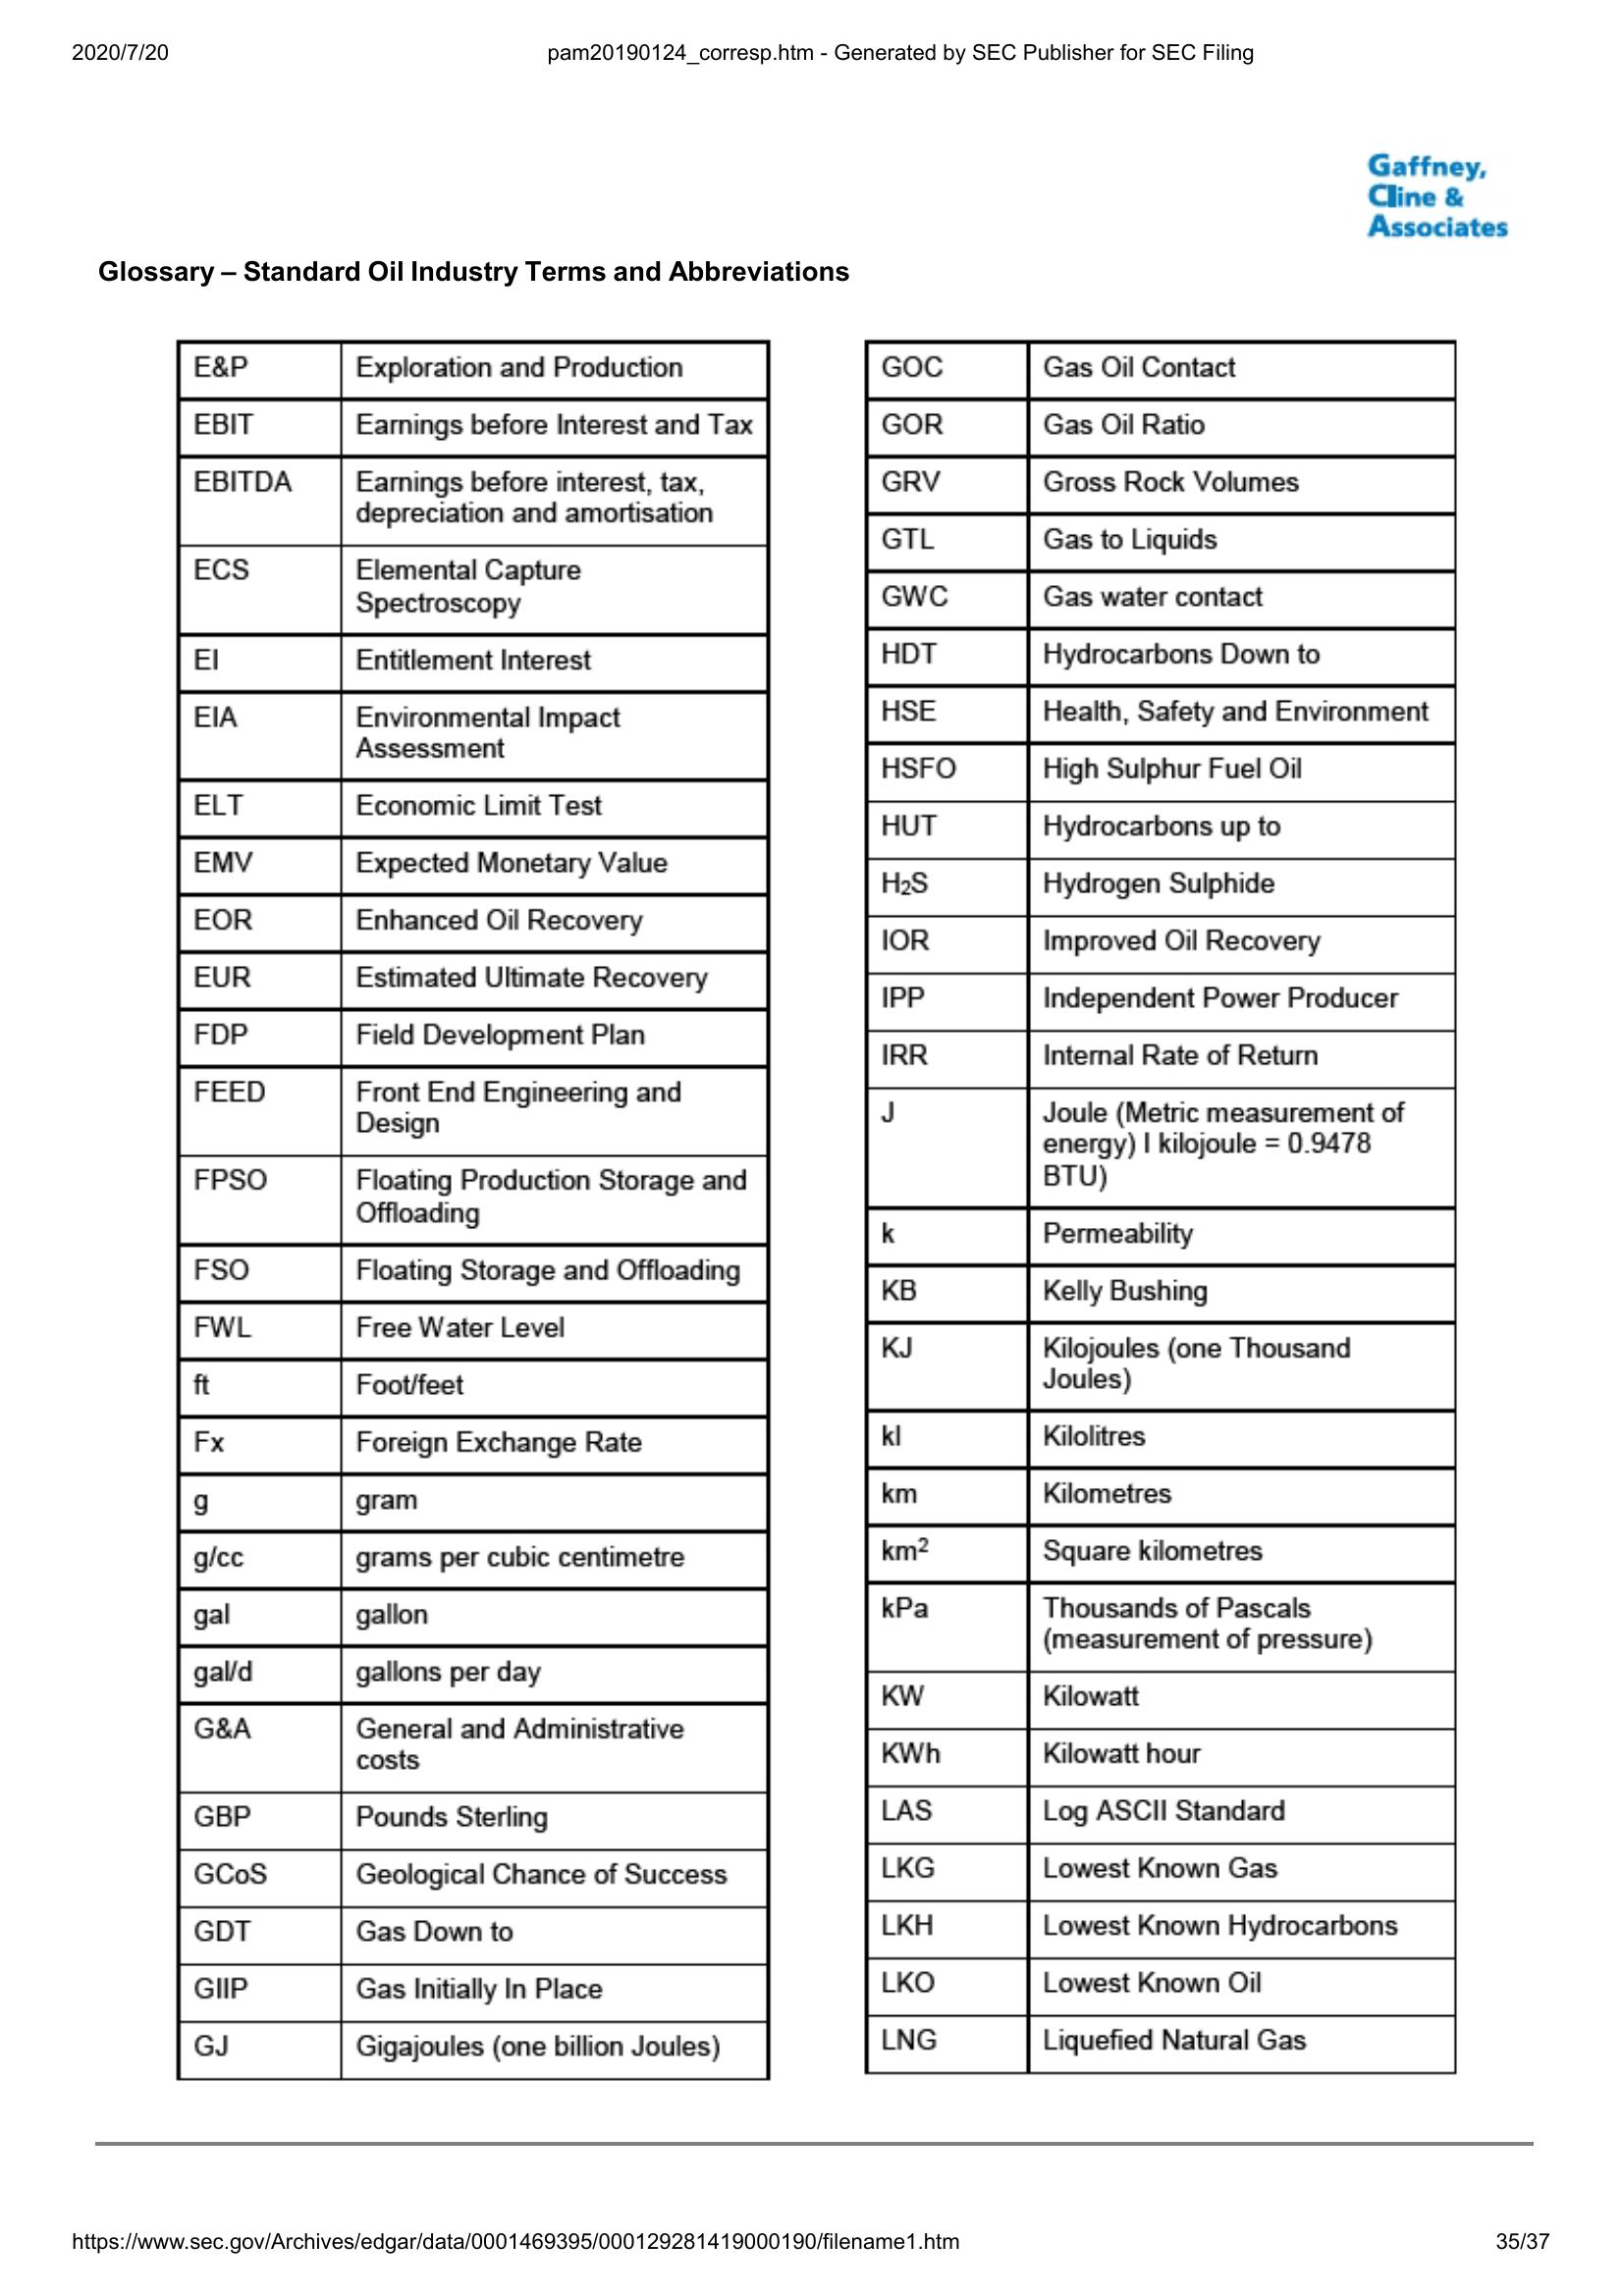 2020/7/20 pam20190124_corresp.htm - Generated by SEC Publisher for SEC Filing
Gaffney,
Cline &
Associates
Glossary – Standard Oil Industry Terms and Abbreviations
E&P Exploration and Production
EBIT Earnings before Interest and Tax
EBITDA Earnings before interest, tax,
depreciation and amortisation
ECS Elemental Capture
Spectroscopy
EI Entitlement Interest
EIA Environmental Impact
Assessment
ELT Economic Limit Test
EMV Expected Monetary Value
EOR Enhanced Oil Recovery
EUR Estimated Ultimate Recovery
FDP Field Development Plan
FEED Front End Engineering and
Design
FPSO Floating Production Storage and
Offloading
FSO Floating Storage and Offloading
FWL Free Water Level
ft Foot/feet
Fx Foreign Exchange Rate
g gram
g/cc grams per cubic centimetre
gal gallon
gal/d gallons per day
G&A General and Administrative
costs
GBP Pounds Sterling
GCoS Geological Chance of Success
GDT Gas Down to
GIIP Gas Initially In Place
GJ Gigajoules (one billion Joules)
GOC Gas Oil Contact
GOR Gas Oil Ratio
GRV Gross Rock Volumes
GTL Gas to Liquids
GWC Gas water contact
HDT Hydrocarbons Down to
HSE Health, Safety and Environment
HSFO High Sulphur Fuel Oil
HUT Hydrocarbons up to
H₂S Hydrogen Sulphide
IOR Improved Oil Recovery
IPP Independent Power Producer
IRR Internal Rate of Return
J Joule (Metric measurement of
energy) I kilojoule = 0.9478
BTU)
k Permeability
KB Kelly Bushing
KJ Kilojoules (one Thousand
Joules)
kl Kilolitres
km Kilometres
km² Square kilometres
kPa Thousands of Pascals
(measurement of pressure)
KW Kilowatt
KWh Kilowatt hour
LAS Log ASCII Standard
LKG Lowest Known Gas
LKH Lowest Known Hydrocarbons
LKO Lowest Known Oil
LNG Liquefied Natural Gas
https://www.sec.gov/Archives/edgar/data/0001469395/000129281419000190/filename1.htm 35/37